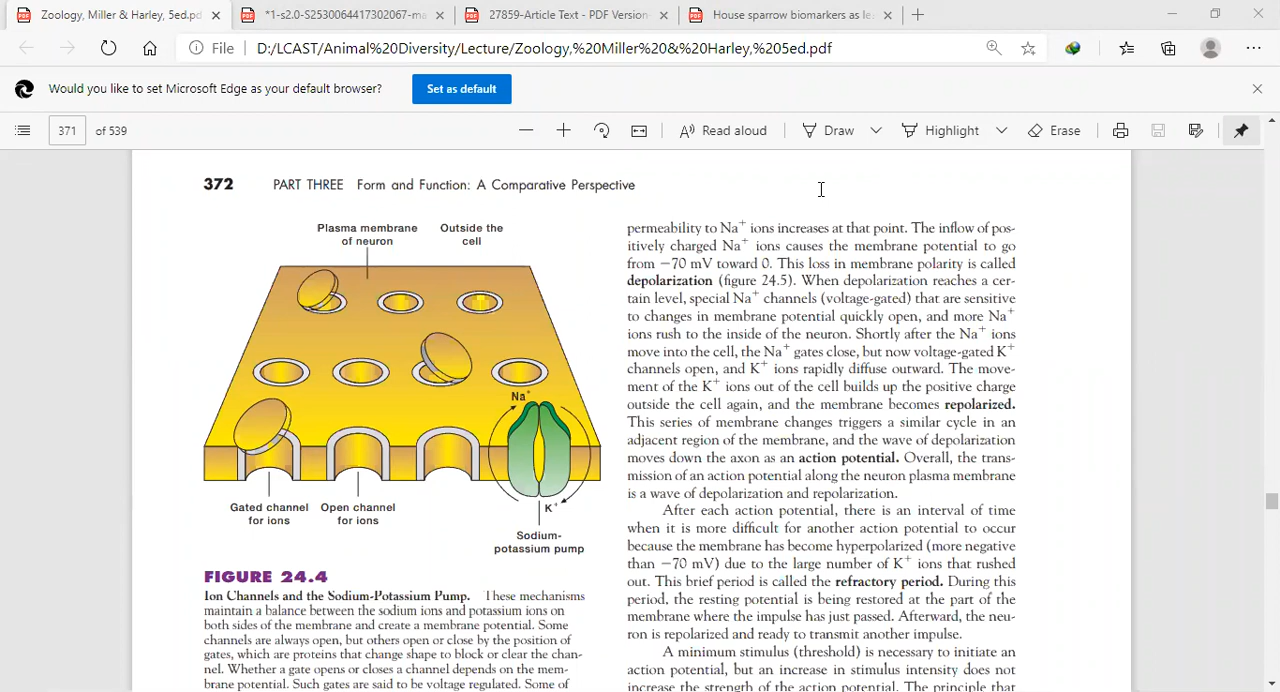 Zoology, Miller & Harley, 5ed.pd
*1-s2.0-S2530064417302067-ma
27859-Article Text - PDF Version-
House sparrow biomarkers as le
File D:/LCAST/Animal%20Diversity/Lecture/Zoology,%20Miller%20&%20Harley,%205ed.pdf
Would you like to set Microsoft Edge as your default browser? Set as default
371 of 539 Read aloud Draw Highlight Erase
372 PART THREE Form and Function: A Comparative Perspective
Plasma membrane
of neuron
Outside the
cell
Na+
K+
Gated channel
for ions
Open channel
for ions
Sodium-
potassium pump
FIGURE 24.4
Ion Channels and the Sodium-Potassium Pump. These mechanisms
maintain a balance between the sodium ions and potassium ions on
both sides of the membrane and create a membrane potential. Some
channels are always open, but others open or close by the position of
gates, which are proteins that change shape to block or clear the chan-
nel. Whether a gate opens or closes a channel depends on the mem-
brane potential. Such gates are said to be voltage regulated. Some of
permeability to Na+ ions increases at that point. The inflow of pos-
itively charged Na+ ions causes the membrane potential to go
from −70 mV toward 0. This loss in membrane polarity is called
depolarization (figure 24.5). When depolarization reaches a cer-
tain level, special Na+ channels (voltage-gated) that are sensitive
to changes in membrane potential quickly open, and more Na+
ions rush to the inside of the neuron. Shortly after the Na+ ions
move into the cell, the Na+ gates close, but now voltage-gated K+
channels open, and K+ ions rapidly diffuse outward. The move-
ment of the K+ ions out of the cell builds up the positive charge
outside the cell again, and the membrane becomes repolarized.
This series of membrane changes triggers a similar cycle in an
adjacent region of the membrane, and the wave of depolarization
moves down the axon as an action potential. Overall, the trans-
mission of an action potential along the neuron plasma membrane
is a wave of depolarization and repolarization.
After each action potential, there is an interval of time
when it is more difficult for another action potential to occur
because the membrane has become hyperpolarized (more negative
than −70 mV) due to the large number of K+ ions that rushed
out. This brief period is called the refractory period. During this
period, the resting potential is being restored at the part of the
membrane where the impulse has just passed. Afterward, the neu-
ron is repolarized and ready to transmit another impulse.
A minimum stimulus (threshold) is necessary to initiate an
action potential, but an increase in stimulus intensity does not
increase the strength of the action potential. The principle that